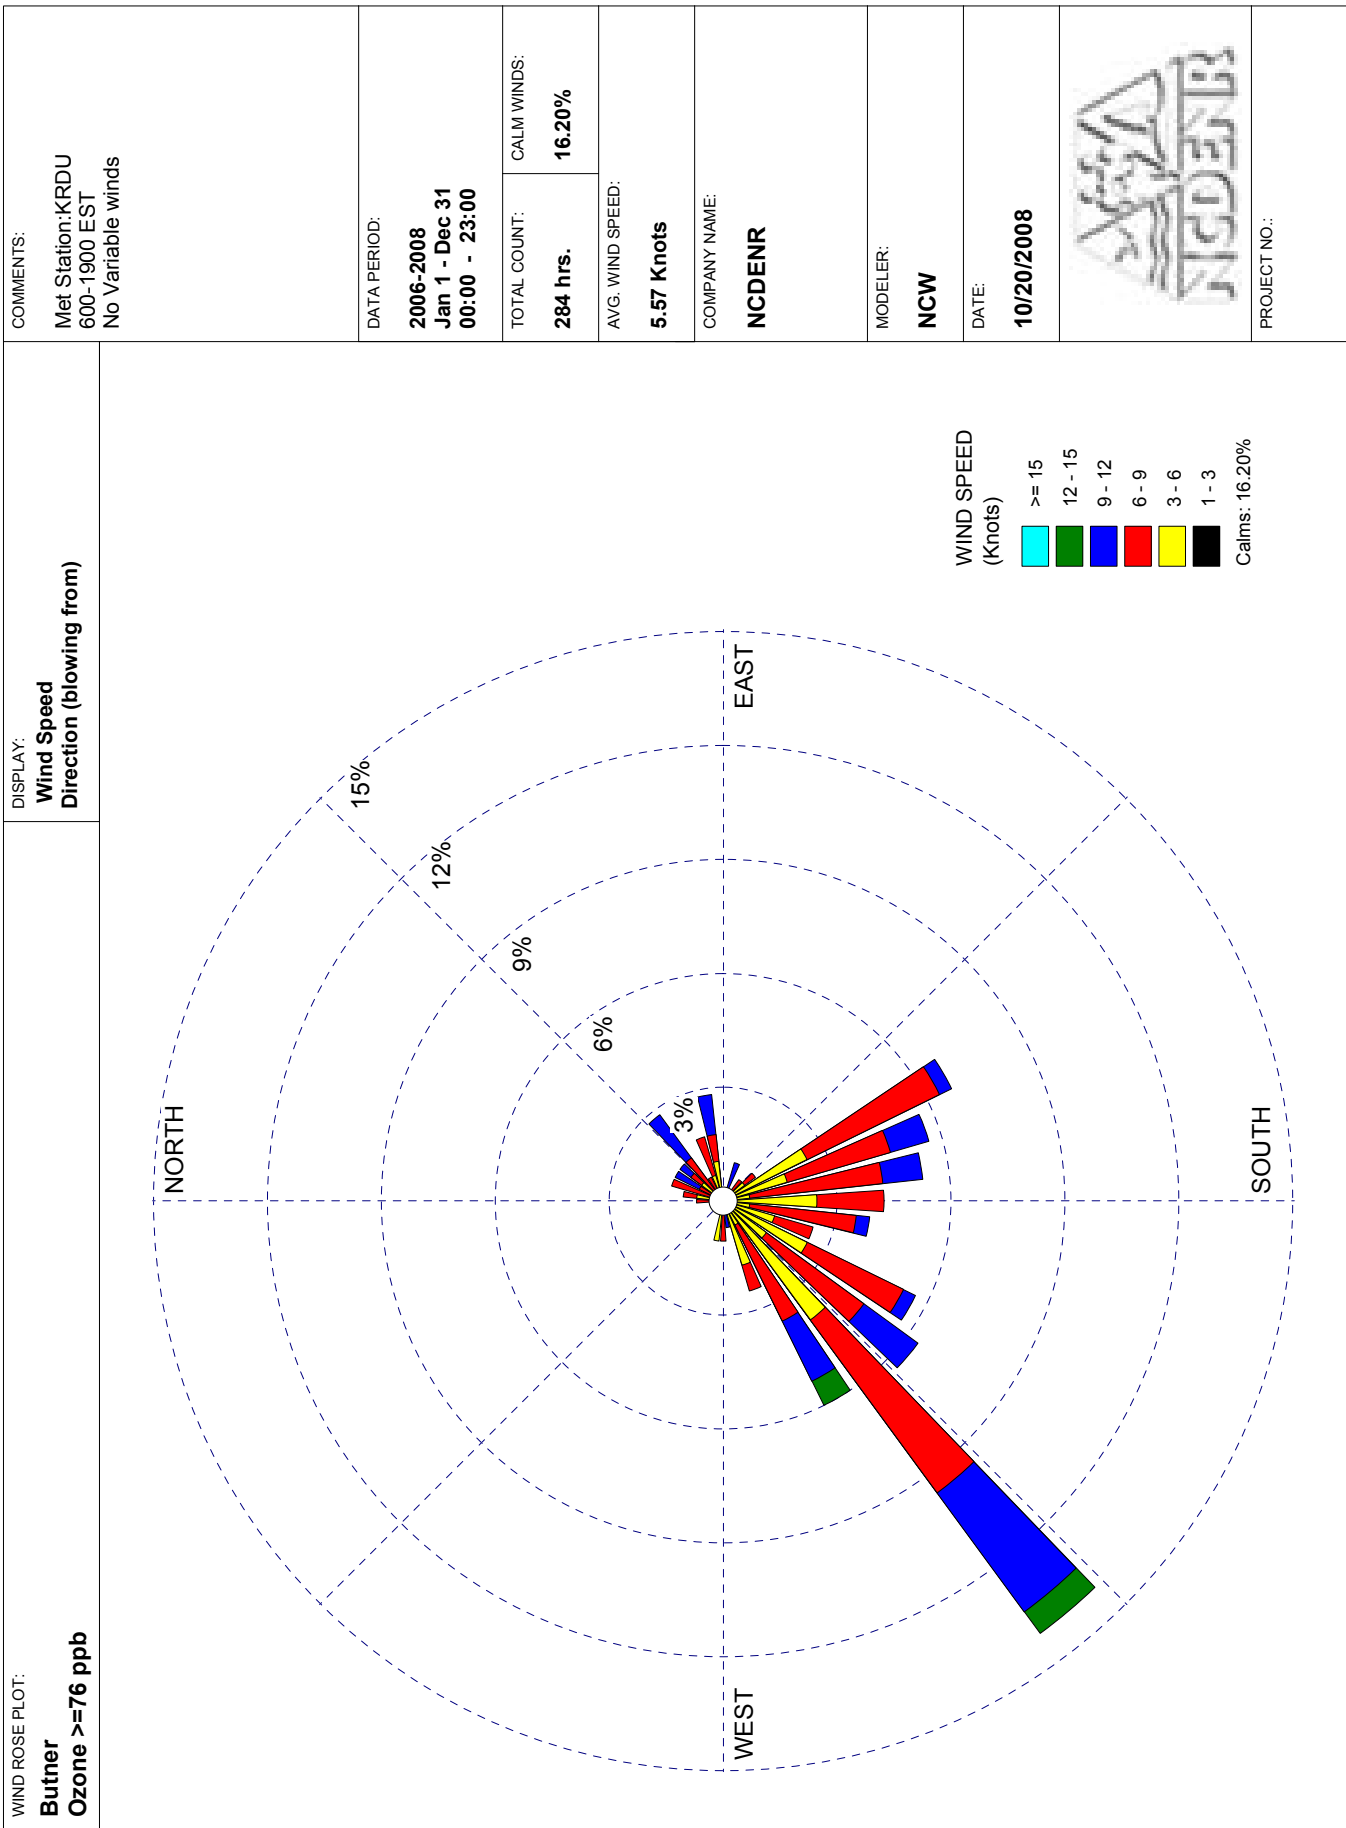 WIND ROSE PLOT:
Butner
Ozone >=76 ppb
DISPLAY:
Wind Speed
Direction (blowing from)
COMMENTS:
Met Station:KRDU
600-1900 EST
No Variable winds
NORTH
15%
12%
9%
6%
3%
WEST
EAST
SOUTH
WIND SPEED
(Knots)
>= 15
12 - 15
9 - 12
6 - 9
3 - 6
1 - 3
Calms: 16.20%
DATA PERIOD:
2006-2008
Jan 1 - Dec 31
00:00 - 23:00
TOTAL COUNT:
284 hrs.
CALM WINDS:
16.20%
AVG. WIND SPEED:
5.57 Knots
COMPANY NAME:
NCDENR
MODELER:
NCW
DATE:
10/20/2008
NCDENR
PROJECT NO.: